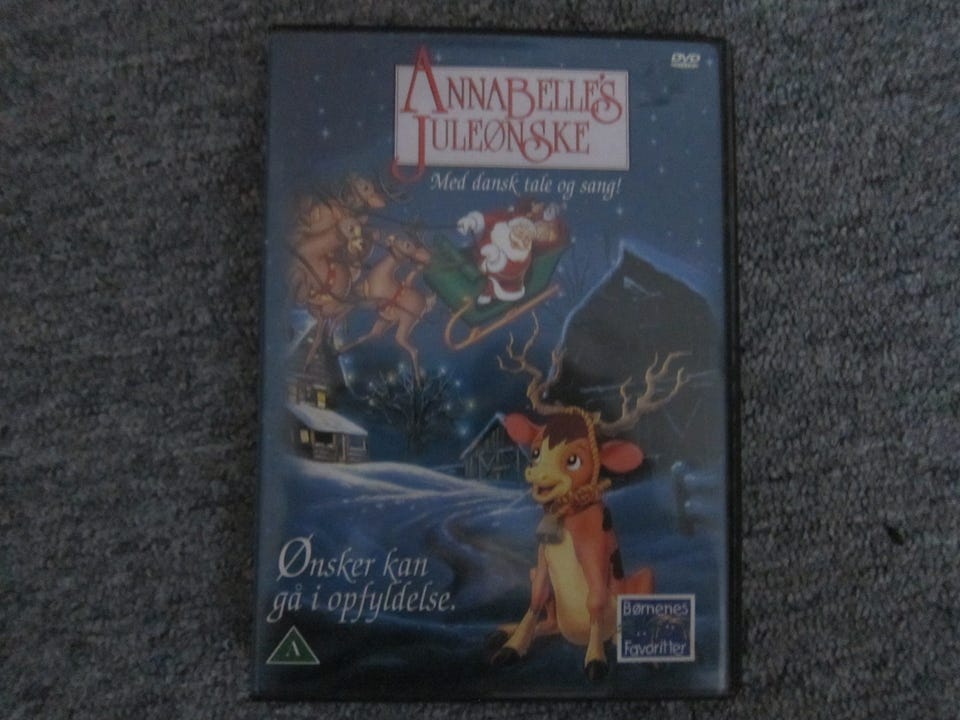 DVD
ANNABELLE'S
JULEØNSKE
Med dansk tale og sang!
Ønsker kan
gå i opfyldelse.
A
Børnenes
Favoritter